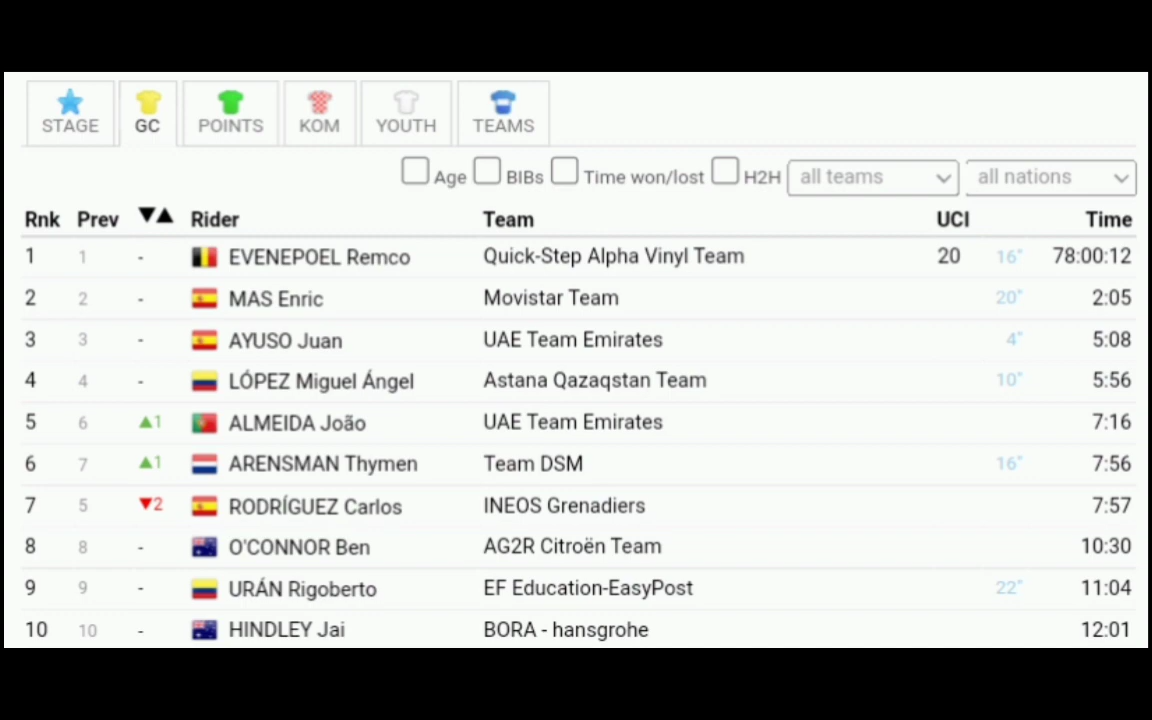 STAGE GC POINTS KOM YOUTH TEAMS
Age BIBs Time won/lost H2H all teams all nations
Rnk Prev ▼▲ Rider Team UCI Time
1 1 - EVENEPOEL Remco Quick-Step Alpha Vinyl Team 20 16" 78:00:12
2 2 - MAS Enric Movistar Team 20" 2:05
3 3 - AYUSO Juan UAE Team Emirates 4" 5:08
4 4 - LÓPEZ Miguel Ángel Astana Qazaqstan Team 10" 5:56
5 6 ▲1 ALMEIDA João UAE Team Emirates 7:16
6 7 ▲1 ARENSMAN Thymen Team DSM 16" 7:56
7 5 ▼2 RODRÍGUEZ Carlos INEOS Grenadiers 7:57
8 8 - O'CONNOR Ben AG2R Citroën Team 10:30
9 9 - URÁN Rigoberto EF Education-EasyPost 22" 11:04
10 10 - HINDLEY Jai BORA - hansgrohe 12:01